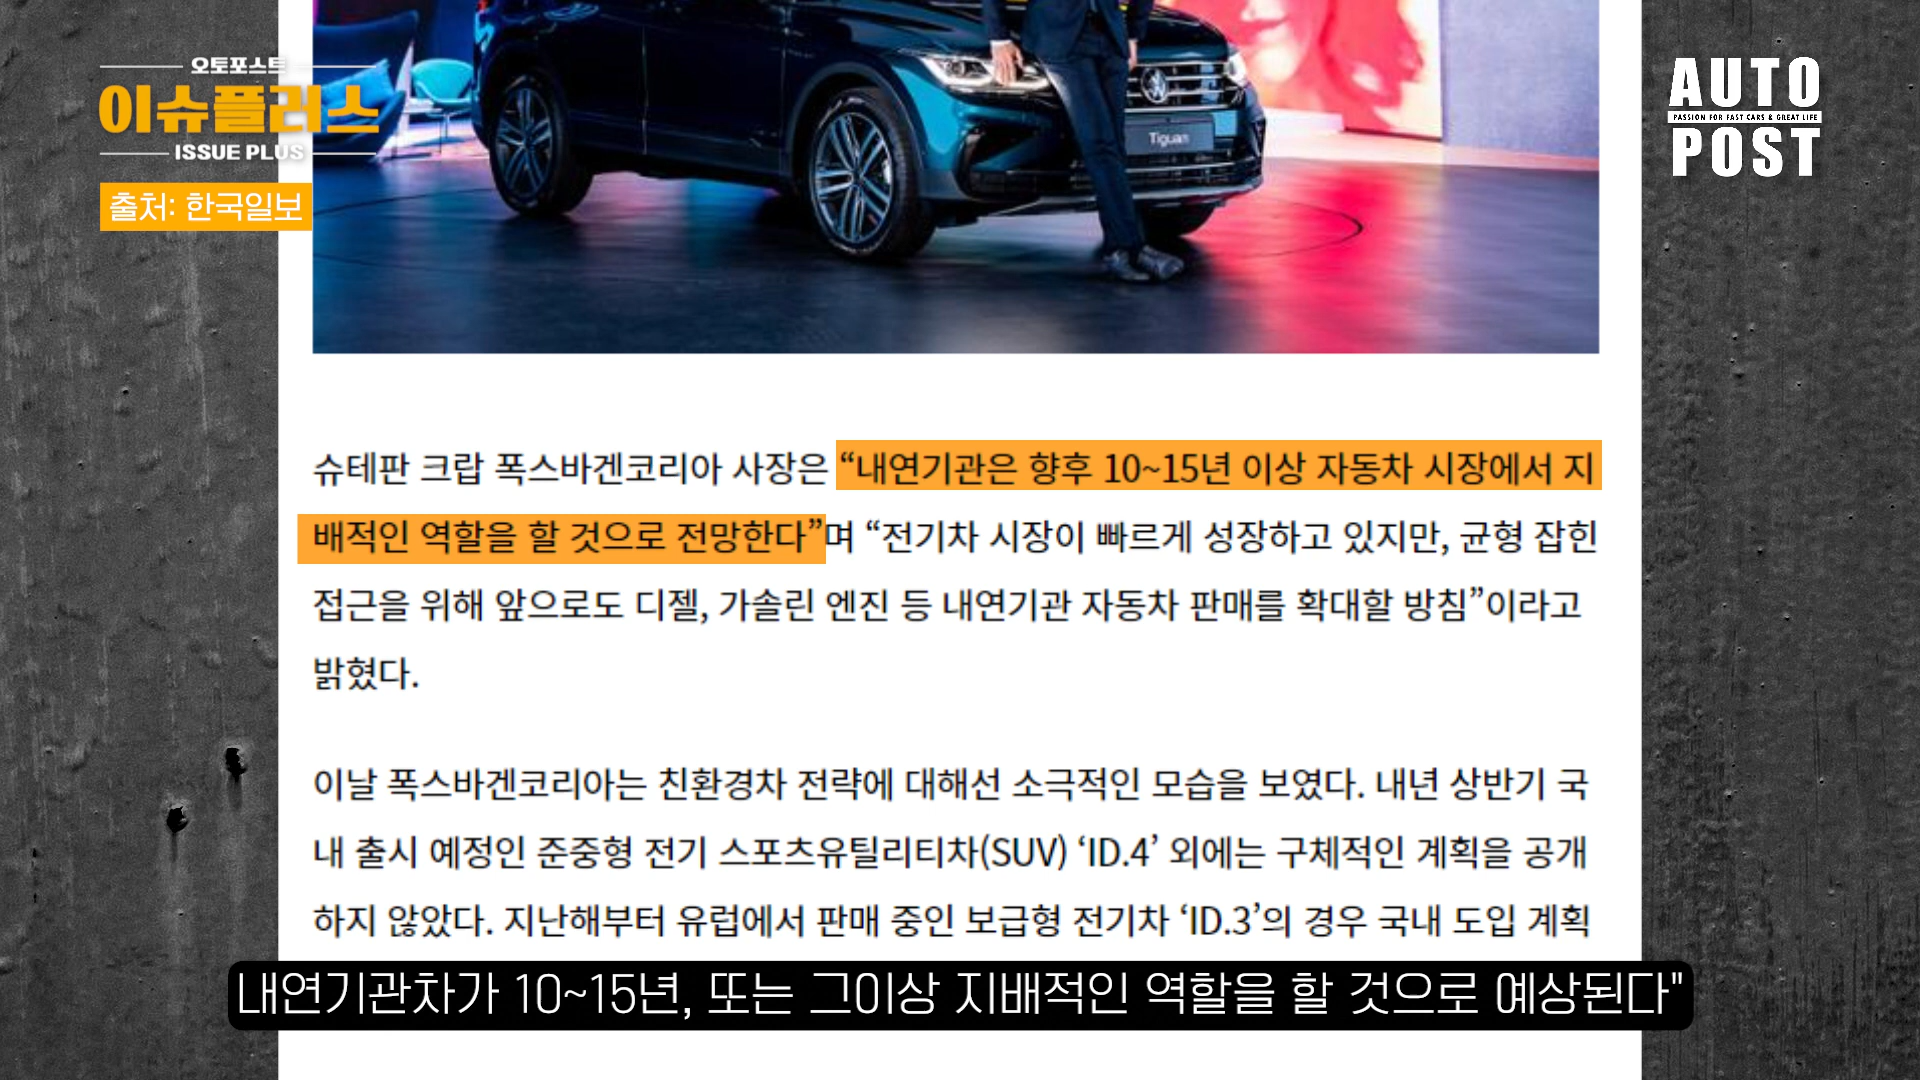 오토포스트
이슈플러스
ISSUE PLUS
출처: 한국일보
AUTO
PASSION FOR FAST CARS & GREAT LIFE
POST
Tiguan
슈테판 크랍 폭스바겐코리아 사장은 “내연기관은 향후 10~15년 이상 자동차 시장에서 지
배적인 역할을 할 것으로 전망한다”며 “전기차 시장이 빠르게 성장하고 있지만, 균형 잡힌
접근을 위해 앞으로도 디젤, 가솔린 엔진 등 내연기관 자동차 판매를 확대할 방침”이라고
밝혔다.
이날 폭스바겐코리아는 친환경차 전략에 대해선 소극적인 모습을 보였다. 내년 상반기 국
내 출시 예정인 준중형 전기 스포츠유틸리티차(SUV) ‘ID.4’ 외에는 구체적인 계획을 공개
하지 않았다. 지난해부터 유럽에서 판매 중인 보급형 전기차 ‘ID.3’의 경우 국내 도입 계획
내연기관차가 10~15년, 또는 그이상 지배적인 역할을 할 것으로 예상된다"